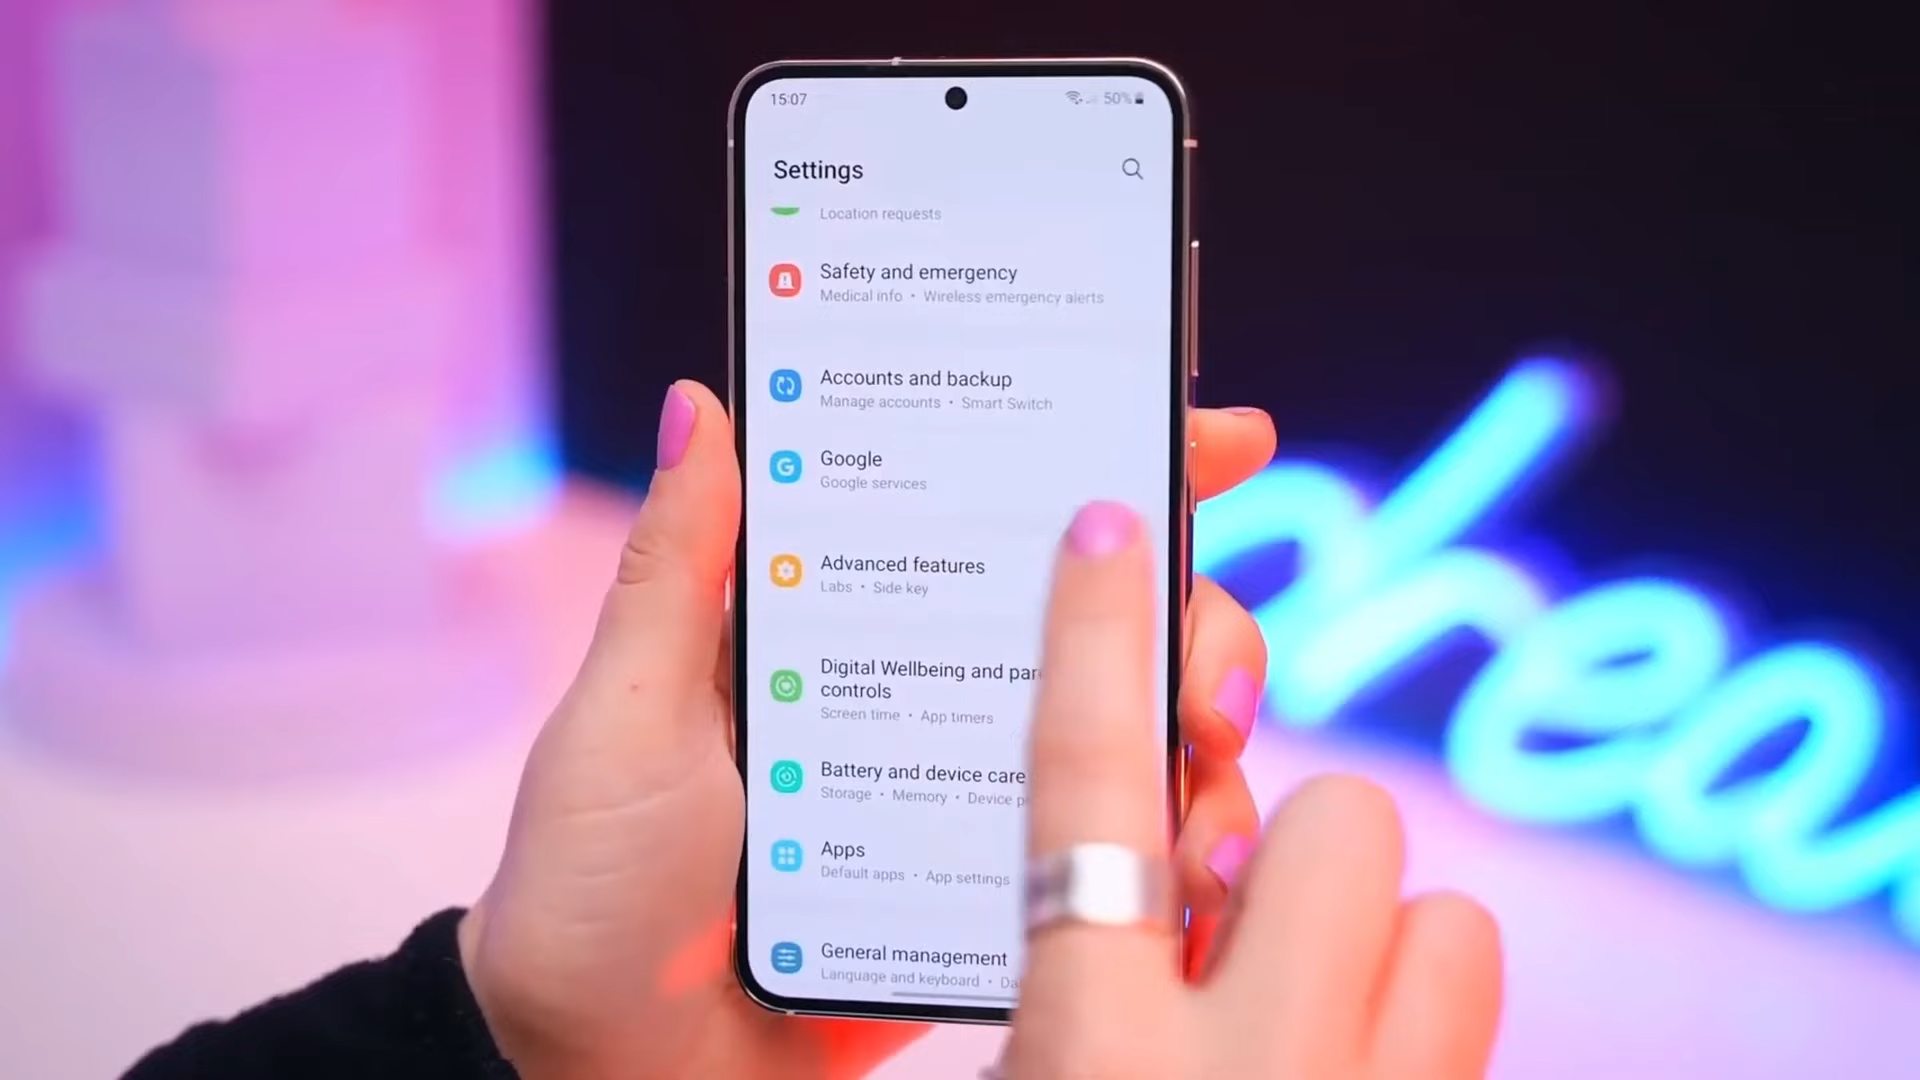 15:07
50%
Settings
Location requests
Safety and emergency
Medical info • Wireless emergency alerts
Accounts and backup
Manage accounts • Smart Switch
Google
Google services
Advanced features
Labs • Side key
Digital Wellbeing and
controls
Screen time • App timers
Battery and device care
Storage • Memory • Device
Apps
Default apps • App settings
General management
Language and keyboard •